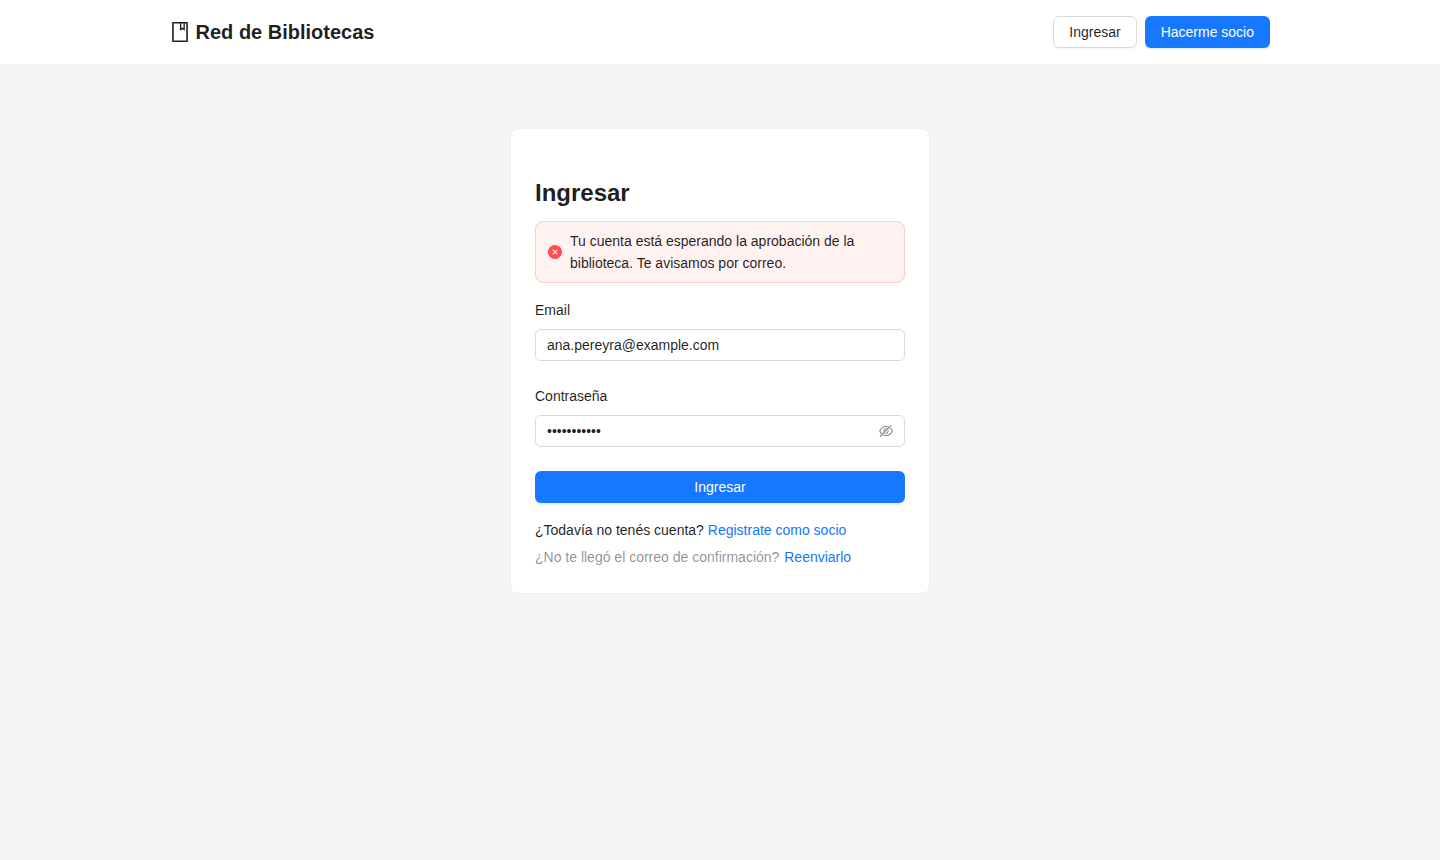 Red de Bibliotecas
Ingresar
Hacerme socio
Ingresar
Tu cuenta está esperando la aprobación de la
biblioteca. Te avisamos por correo.
Email
ana.pereyra@example.com
Contraseña
•••••••••••
Ingresar
¿Todavía no tenés cuenta? Registrate como socio
¿No te llegó el correo de confirmación? Reenviarlo